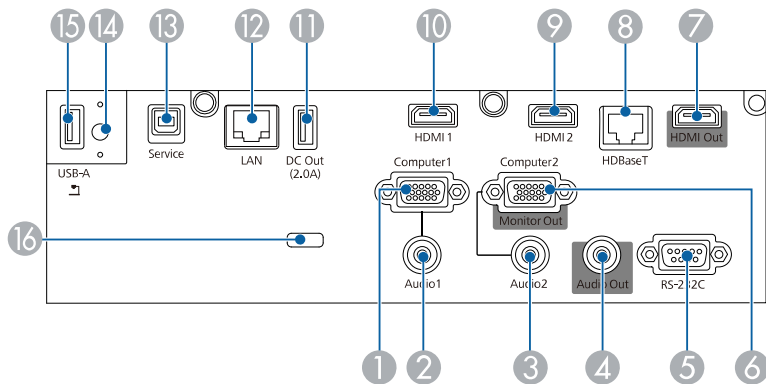 15 14 13 12 11 10 9 8 7
HDMI 1 HDMI 2 HDMI Out
Service LAN DC Out HDBaseT
(2.0A)
USB-A Computer1 Computer2
Monitor Out
16
Audio1 Audio2 Audio Out RS-232C
1 2 3 4 5 6